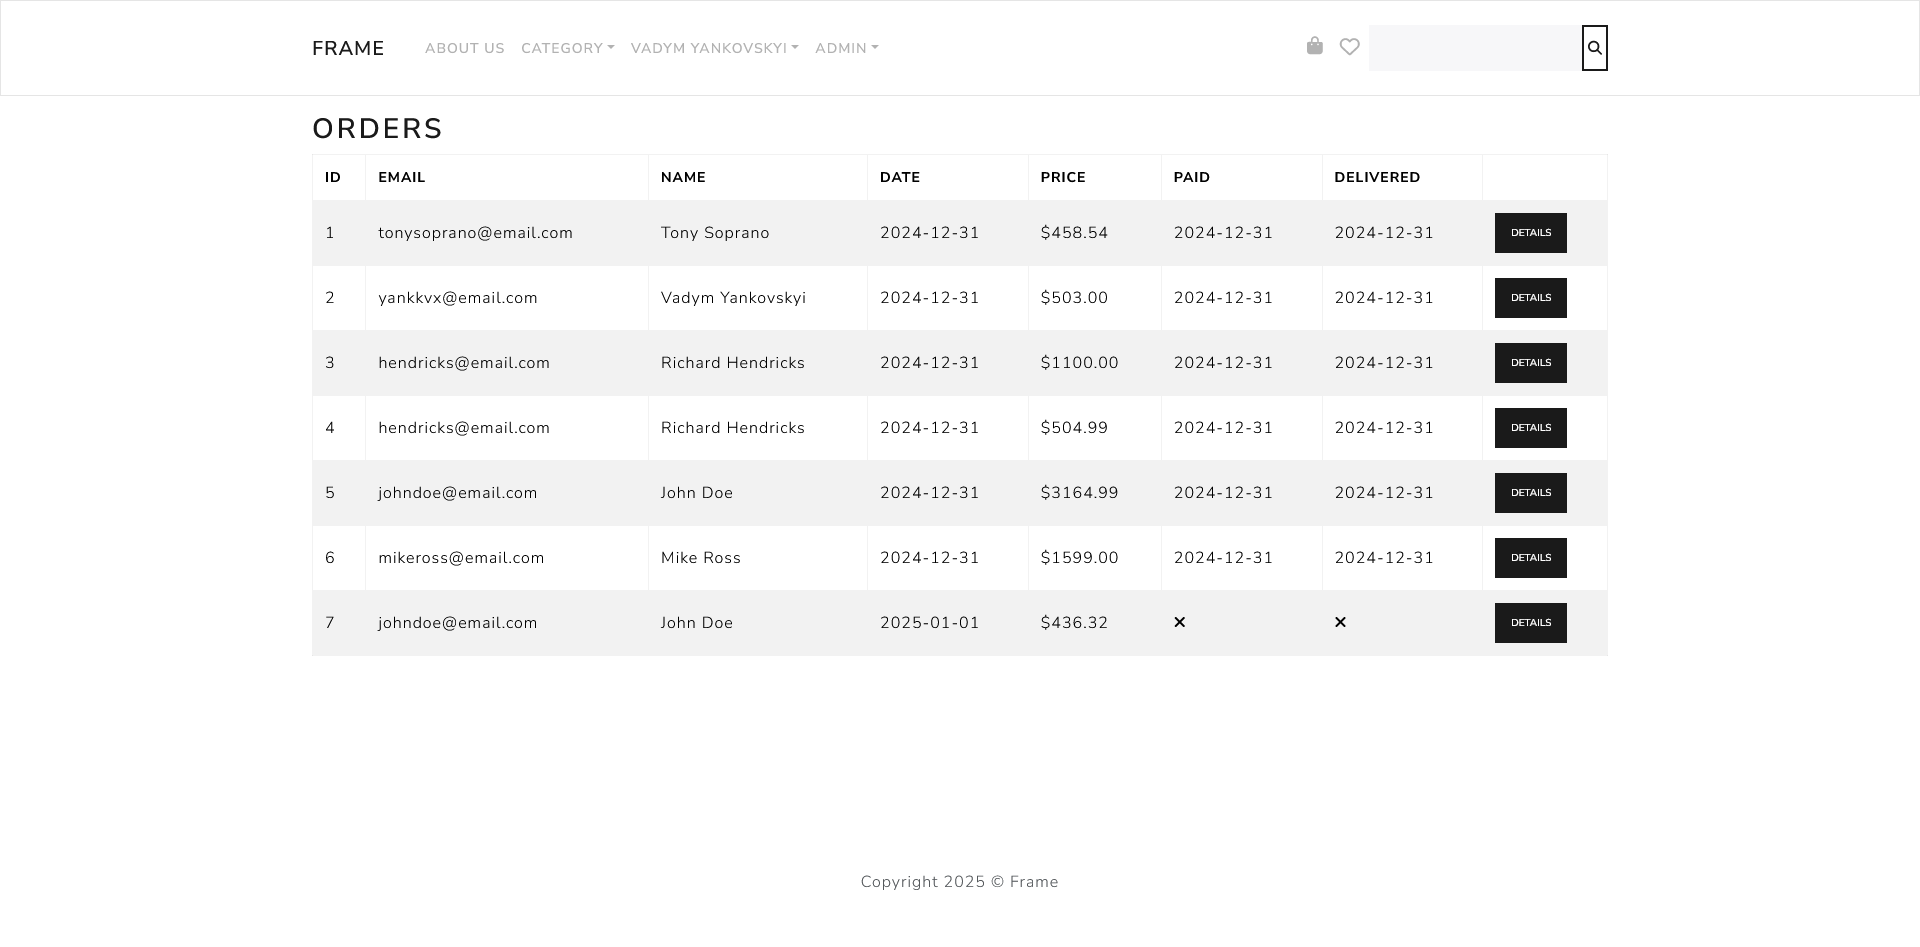 FRAME ABOUT US CATEGORY VADYM YANKOVSKYI ADMIN
ORDERS
ID EMAIL NAME DATE PRICE PAID DELIVERED
1 tonysoprano@email.com Tony Soprano 2024-12-31 $458.54 2024-12-31 2024-12-31 DETAILS
2 yankkvx@email.com Vadym Yankovskyi 2024-12-31 $503.00 2024-12-31 2024-12-31 DETAILS
3 hendricks@email.com Richard Hendricks 2024-12-31 $1100.00 2024-12-31 2024-12-31 DETAILS
4 hendricks@email.com Richard Hendricks 2024-12-31 $504.99 2024-12-31 2024-12-31 DETAILS
5 johndoe@email.com John Doe 2024-12-31 $3164.99 2024-12-31 2024-12-31 DETAILS
6 mikeross@email.com Mike Ross 2024-12-31 $1599.00 2024-12-31 2024-12-31 DETAILS
7 johndoe@email.com John Doe 2025-01-01 $436.32 DETAILS
Copyright 2025 © Frame